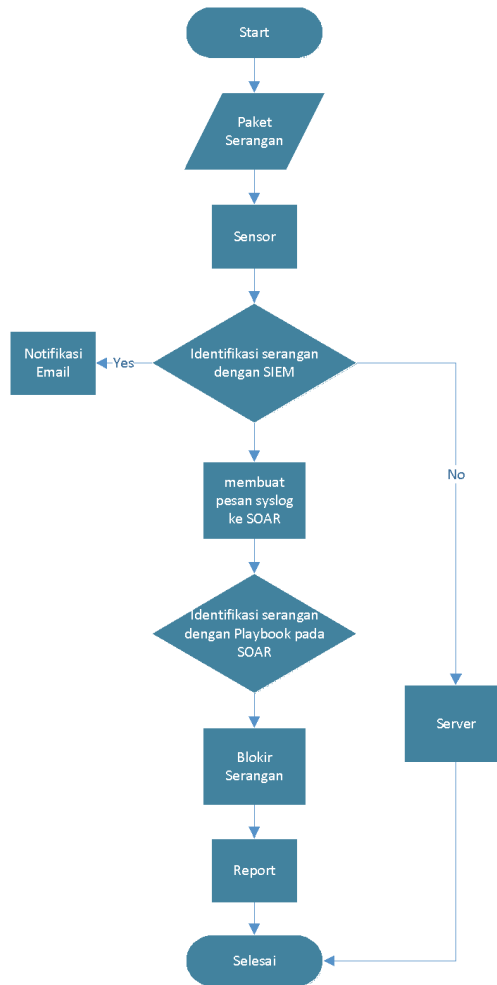 Start
Paket
Serangan
Sensor
Identifikasi serangan
dengan SIEM
Notifikasi
Email
Yes
No
membuat
pesan syslog
ke SOAR
Identifikasi serangan
dengan Playbook pada
SOAR
Server
Blokir
Serangan
Report
Selesai